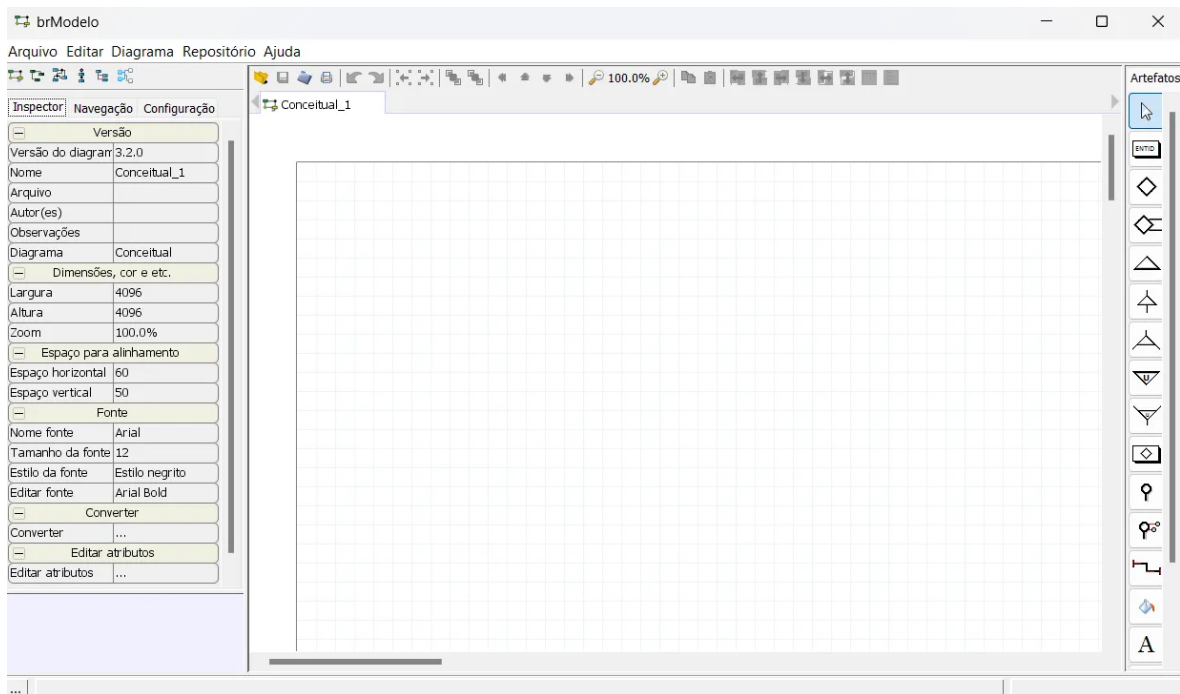 brModelo
Arquivo Editar Diagrama Repositório Ajuda
100.0%
Artefatos
Inspector Navegação Configuração
Conceitual_1
Versão
Versão do diagram 3.2.0
Nome Conceitual_1
Arquivo
Autor(es)
Observações
Diagrama Conceitual
Dimensões, cor e etc.
Largura 4096
Altura 4096
Zoom 100.0%
Espaço para alinhamento
Espaço horizontal 60
Espaço vertical 50
Fonte
Nome fonte Arial
Tamanho da fonte 12
Estilo da fonte Estilo negrito
Editar fonte Arial Bold
Converter
Converter ...
Editar atributos
Editar atributos ...
ENTID
U
A
...